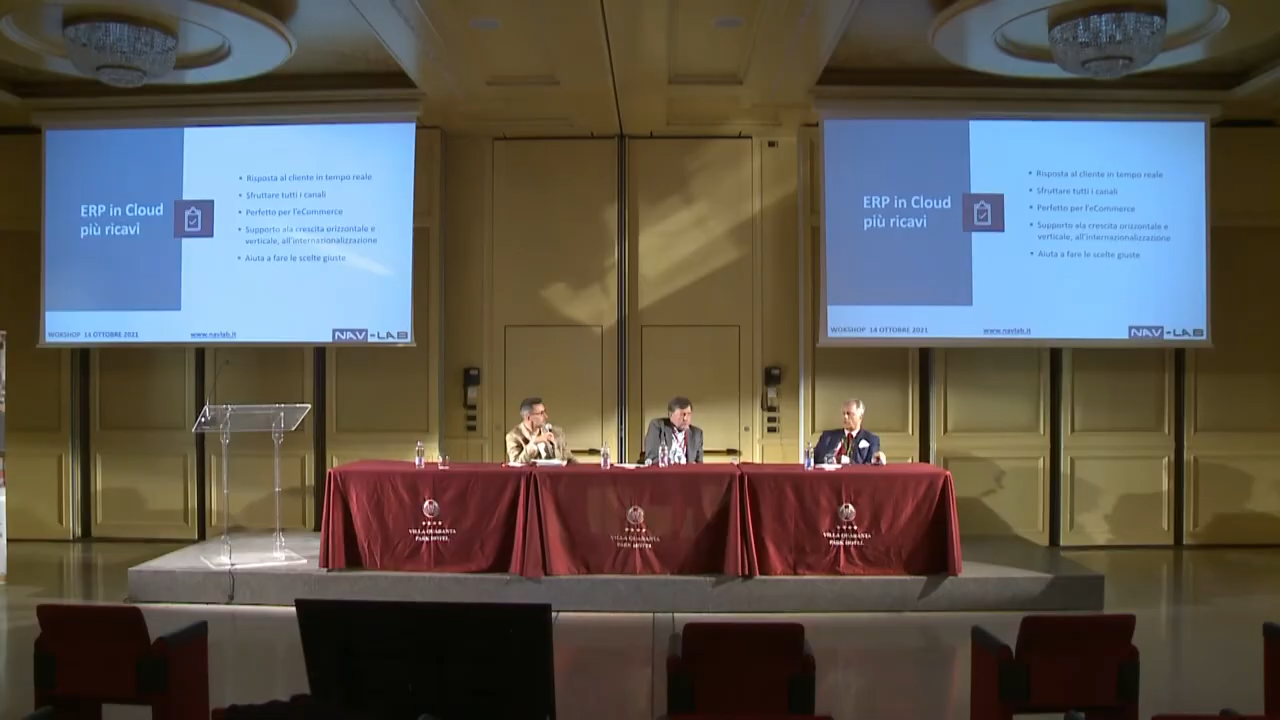 ERP in Cloud
più ricavi
• Risposta al cliente in tempo reale
• Sfruttare tutti i canali
• Perfetto per l'eCommerce
• Supporto ala crescita orizzontale e
verticale, all'internazionalizzazione
• Aiuta a fare le scelte giuste
WOKSHOP 14 OTTOBRE 2021
www.navlab.it
NAV-LAB
ERP in Cloud
più ricavi
• Risposta al cliente in tempo reale
• Sfruttare tutti i canali
• Perfetto per l'eCommerce
• Supporto ala crescita orizzontale e
verticale, all'internazionalizzazione
• Aiuta a fare le scelte giuste
WOKSHOP 14 OTTOBRE 2021
www.navlab.it
NAV-LAB
VILLA QUARANTA
PARK HOTEL
VILLA QUARANTA
PARK HOTEL
VILLA QUARANTA
PARK HOTEL